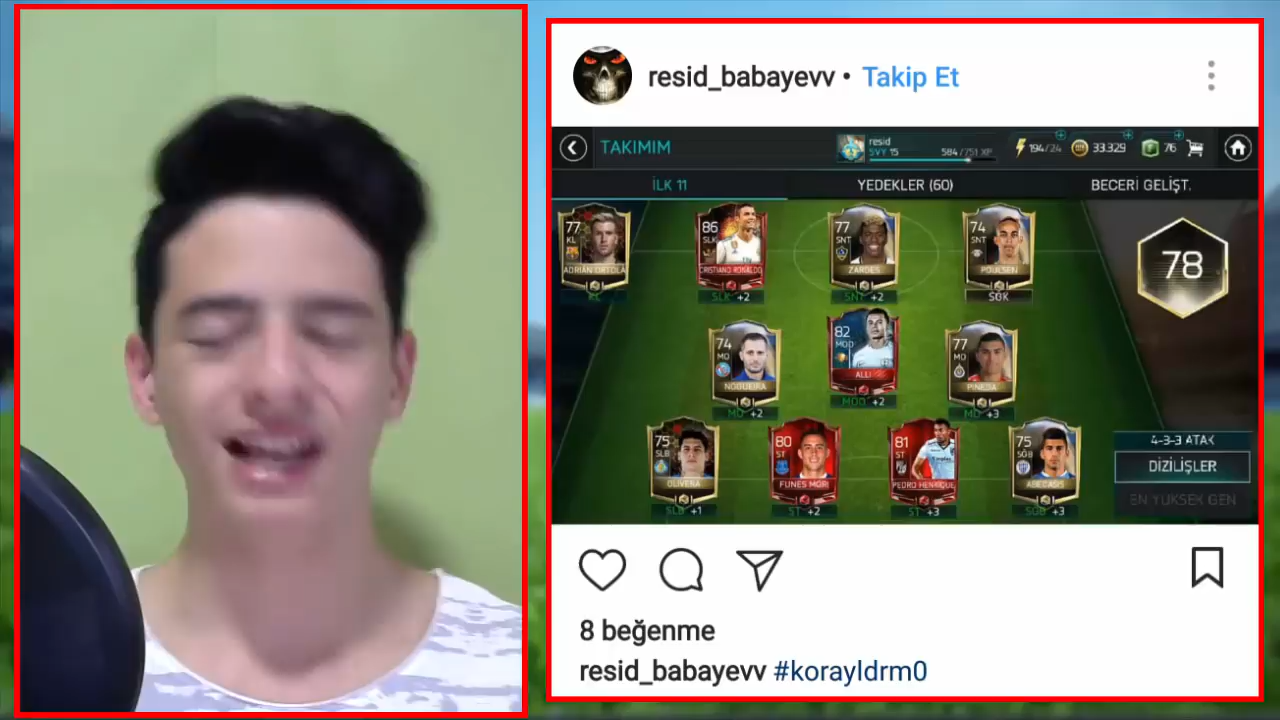 resid_babayevv • Takip Et
TAKIMIM
resid
SVY 15
584 / 751 XP
194/24
33.329
76
İLK 11
YEDEKLER (60)
BECERİ GELİŞT.
77
KL
ADRIAN ORTOLA
KL
86
SLK
CRISTIANO RONALDO
SLK +2
77
SNT
ZARDES
SNT +2
74
SNT
POULSEN
SĞK
78
74
MO
NOGUEIRA
MO +2
82
MOO
ALLI
MOO +2
77
MO
PINEDA
MO +3
75
SLB
OLIVERA
SLB +1
80
ST
FUNES MORI
ST +2
81
ST
PEDRO HENRIQUE
ST +3
75
SĞB
ABECASIS
SĞB +3
4-3-3 ATAK
DİZİLİŞLER
EN YÜKSEK GEN
8 beğenme
resid_babayevv #korayldrm0